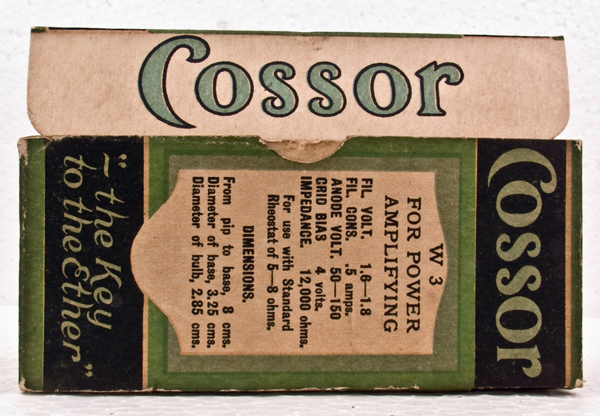 Cossor
Cossor
W 3
FOR POWER
AMPLIFYING
FIL. VOLT. 1.6—1.8
FIL. CONS. .5 amps.
ANODE VOLT. 50—150
GRID BIAS 4 volts.
IMPEDANCE. 12,000 ohms.
For use with Standard
Rheostat of 5—8 ohms.
DIMENSIONS.
From pip to base, 8 cms.
Diameter of base, 3.25 cms.
Diameter of bulb, 2.85 cms.
"—the Key
to the Ether"